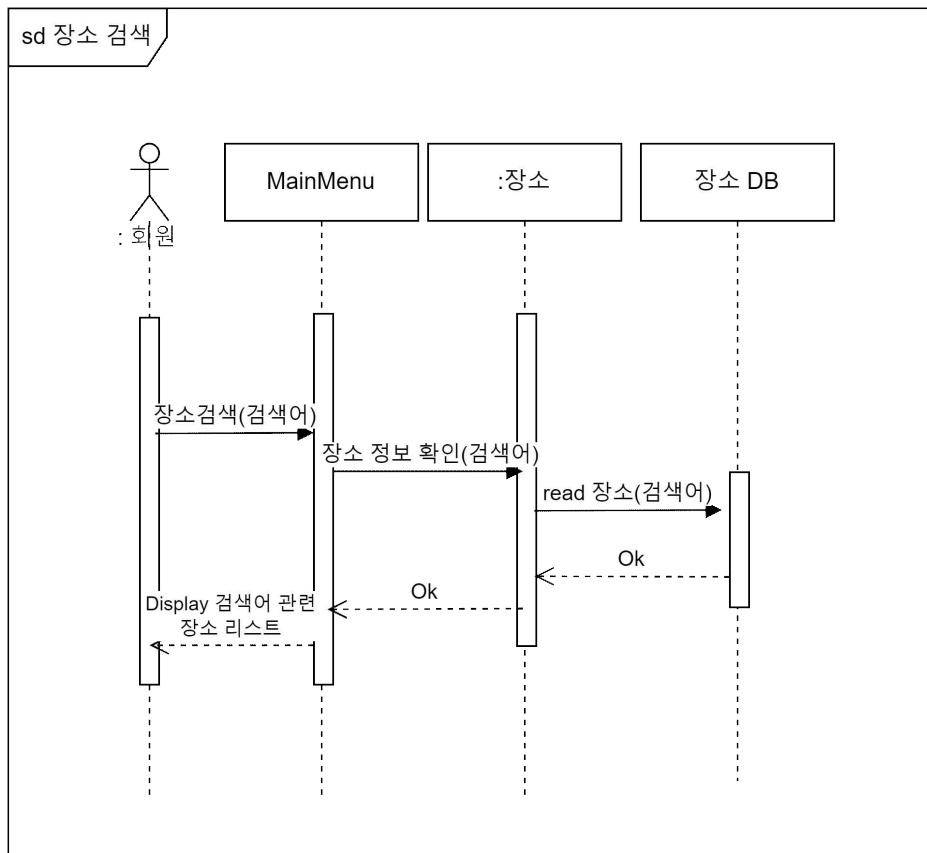 sd 장소 검색
: 회원
MainMenu
:장소
장소 DB
장소검색(검색어)
장소 정보 확인(검색어)
read 장소(검색어)
Ok
Ok
Display 검색어 관련
장소 리스트